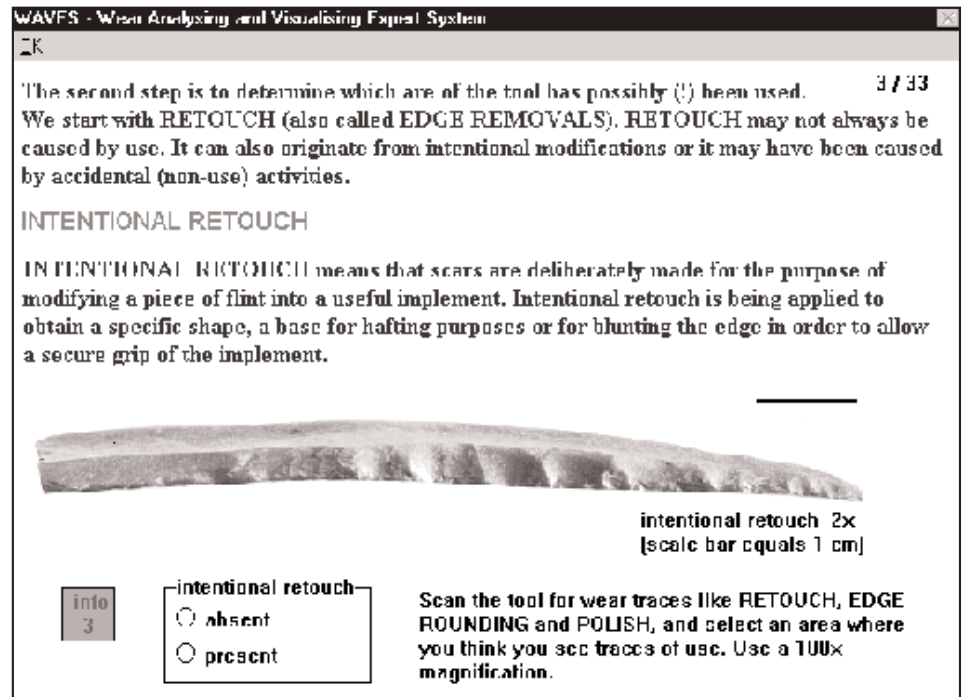 WAVES - Wear Analysing and Visualising Expert System
OK
3 / 33
The second step is to determine which are of the tool has possibly (!) been used.
We start with RETOUCH (also called EDGE REMOVALS). RETOUCH may not always be
caused by use. It can also originate from intentional modifications or it may have been caused
by accidental (non-use) activities.
INTENTIONAL RETOUCH
INTENTIONAL RETOUCH means that scars are deliberately made for the purpose of
modifying a piece of flint into a useful implement. Intentional retouch is being applied to
obtain a specific shape, a base for hafting purposes or for blunting the edge in order to allow
a secure grip of the implement.
intentional retouch 2x
(scale bar equals 1 cm)
info
3
intentional retouch
absent
present
Scan the tool for wear traces like RETOUCH, EDGE
ROUNDING and POLISH, and select an area where
you think you see traces of use. Use a 100x
magnification.